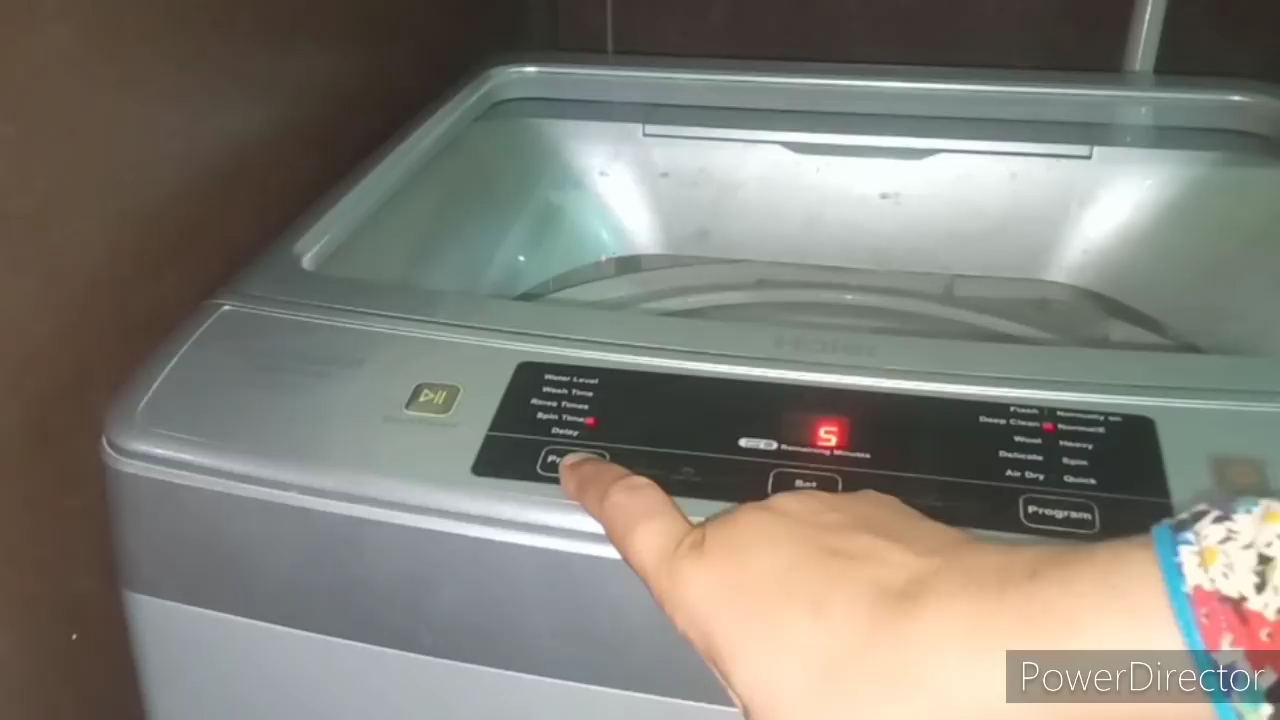 Water Level
Wash Time
Rinse Times
Spin Time
Delay
5
Remaining Minutes
Flash
Normally on
Deep Clean
Wool
Heavy
Delicate
Spin
Air Dry
Quick
Set
Program
PowerDirector